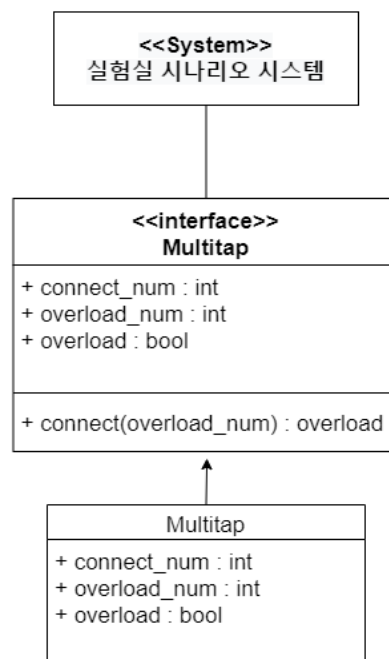 <<System>>
실험실 시나리오 시스템
<<interface>>
Multitap
+ connect_num : int
+ overload_num : int
+ overload : bool
+ connect(overload_num) : overload
Multitap
+ connect_num : int
+ overload_num : int
+ overload : bool